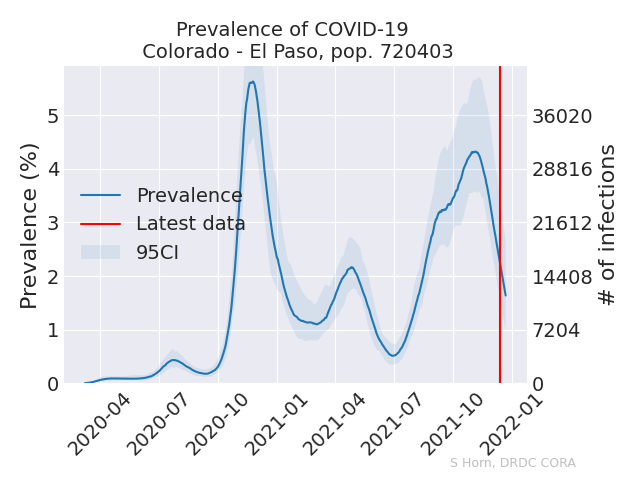 Prevalence of COVID-19
Colorado - El Paso, pop. 720403
Prevalence (%)
5
4
3
2
1
0
Prevalence
Latest data
95CI
36020
28816
21612
14408
7204
0
# of infections
2020-04
2020-07
2020-10
2021-01
2021-04
2021-07
2021-10
2022-01
S Horn, DRDC CORA